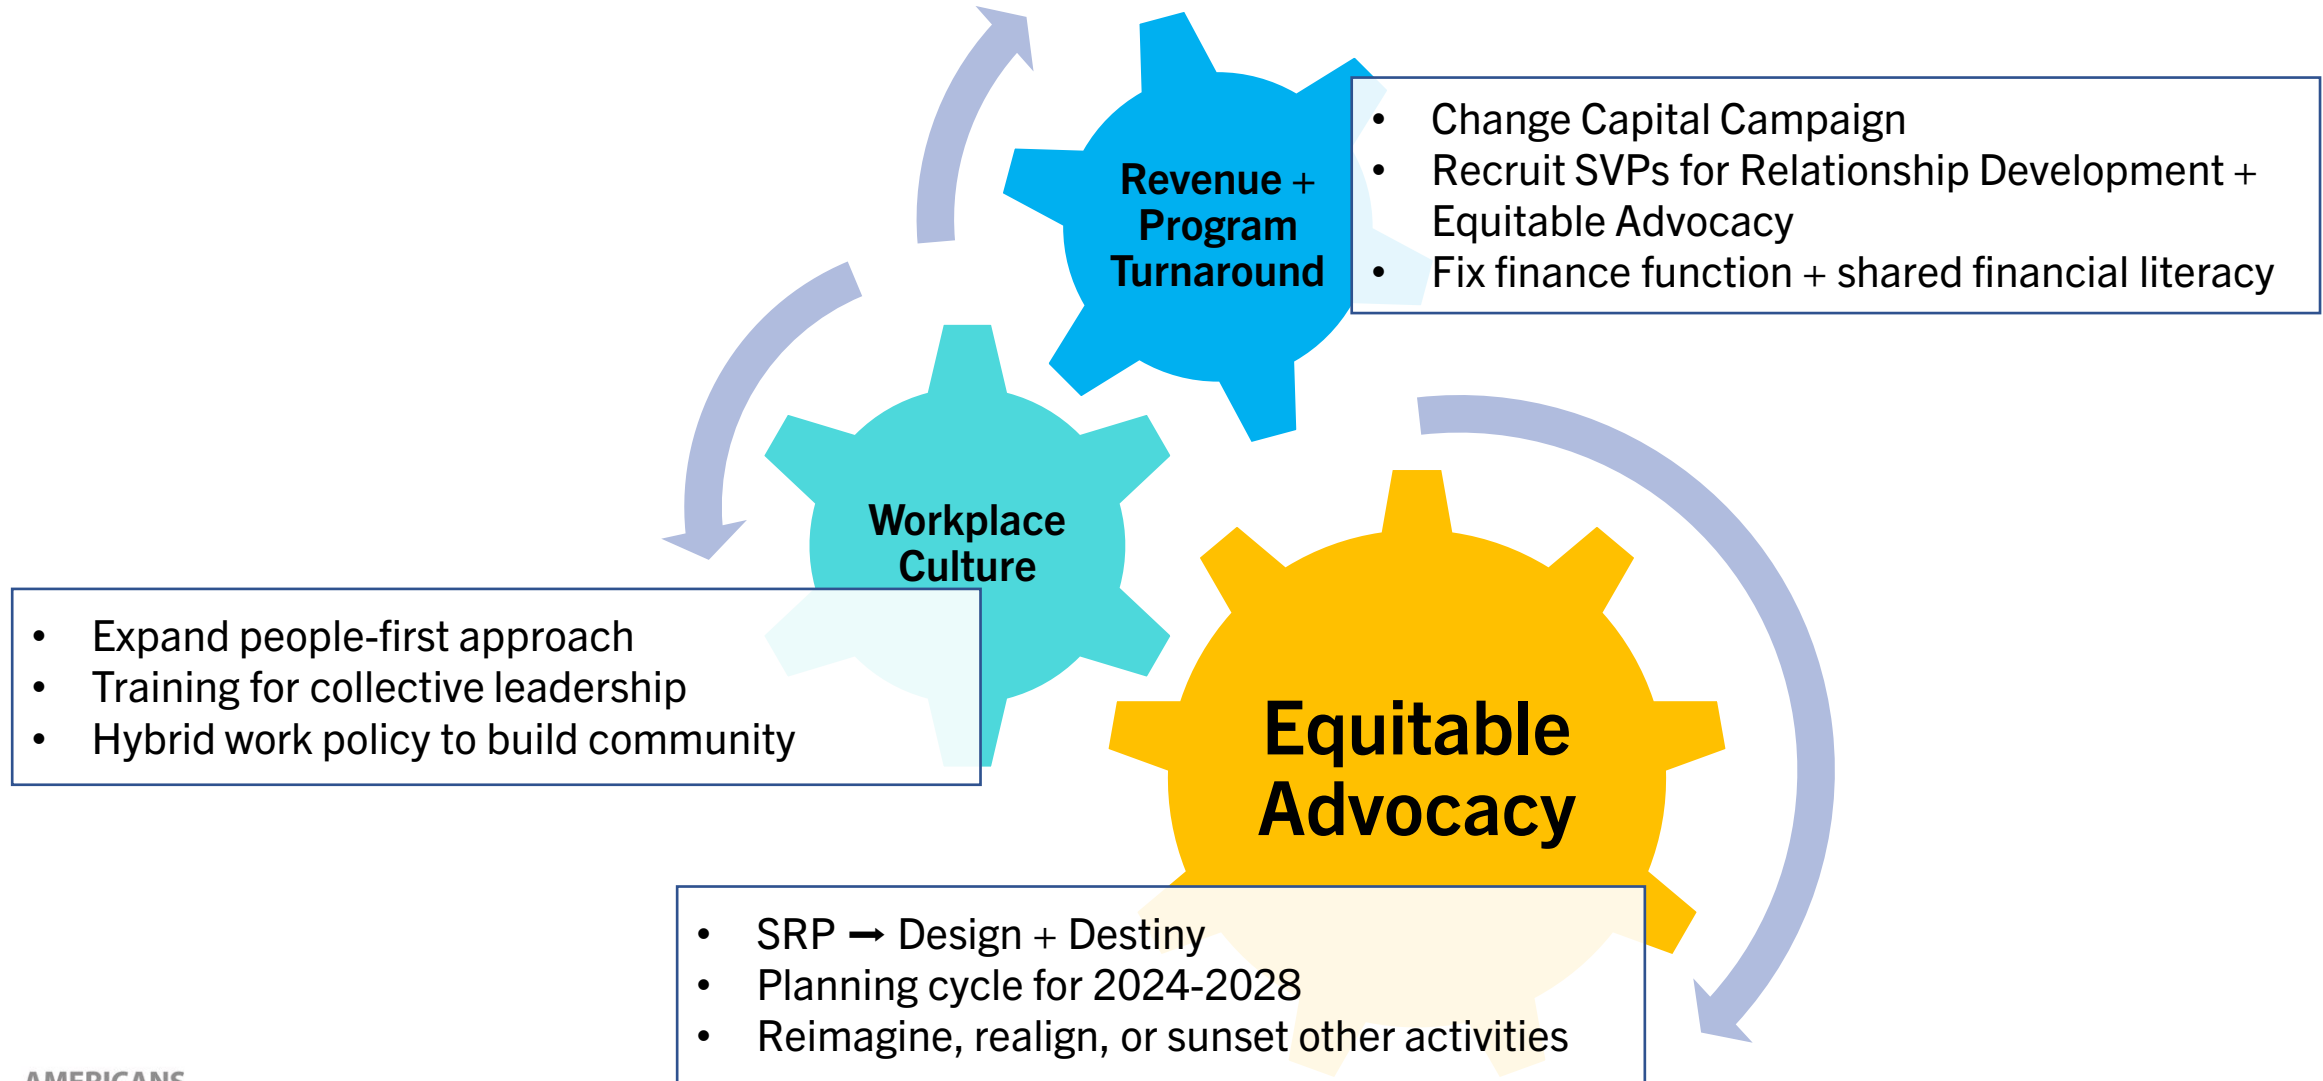 Revenue +
Program
Turnaround
• Change Capital Campaign
• Recruit SVPs for Relationship Development +
Equitable Advocacy
• Fix finance function + shared financial literacy
Workplace
Culture
• Expand people-first approach
• Training for collective leadership
• Hybrid work policy to build community
Equitable
Advocacy
• SRP → Design + Destiny
• Planning cycle for 2024-2028
• Reimagine, realign, or sunset other activities
AMERICANS